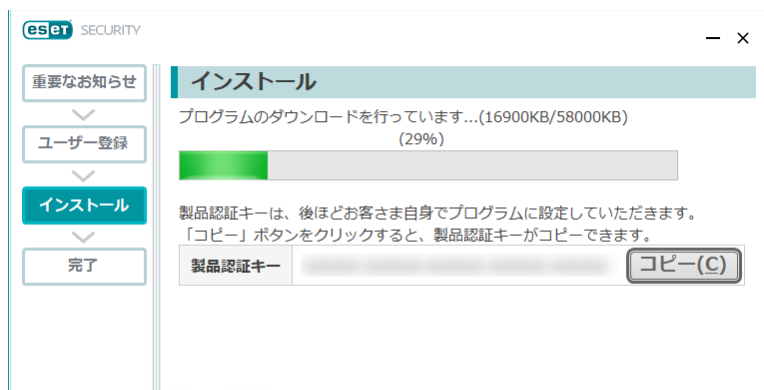 eset SECURITY
重要なお知らせ
ユーザー登録
インストール
完了
インストール
プログラムのダウンロードを行っています...(16900KB/58000KB)
(29%)
製品認証キーは、後ほどお客さま自身でプログラムに設定していただきます。
「コピー」ボタンをクリックすると、製品認証キーがコピーできます。
製品認証キー
コピー(C)